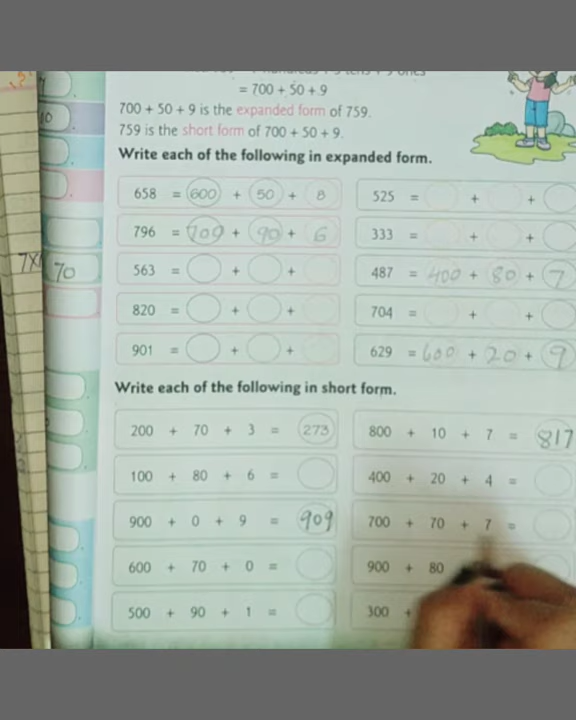 = 700 + 50 + 9
700 + 50 + 9 is the expanded form of 759.
759 is the short form of 700 + 50 + 9.
Write each of the following in expanded form.
658 = 600 + 50 + 8
525 = + +
796 = 700 + 90 + 6
333 = + +
563 = + +
487 = 400 + 80 + 7
820 = + +
704 = + +
901 = + +
629 = 600 + 20 + 9
70
Write each of the following in short form.
200 + 70 + 3 = 273
800 + 10 + 7 = 817
100 + 80 + 6 =
400 + 20 + 4 =
900 + 0 + 9 = 909
700 + 70 + 7 =
600 + 70 + 0 =
900 + 80
500 + 90 + 1 =
300 +